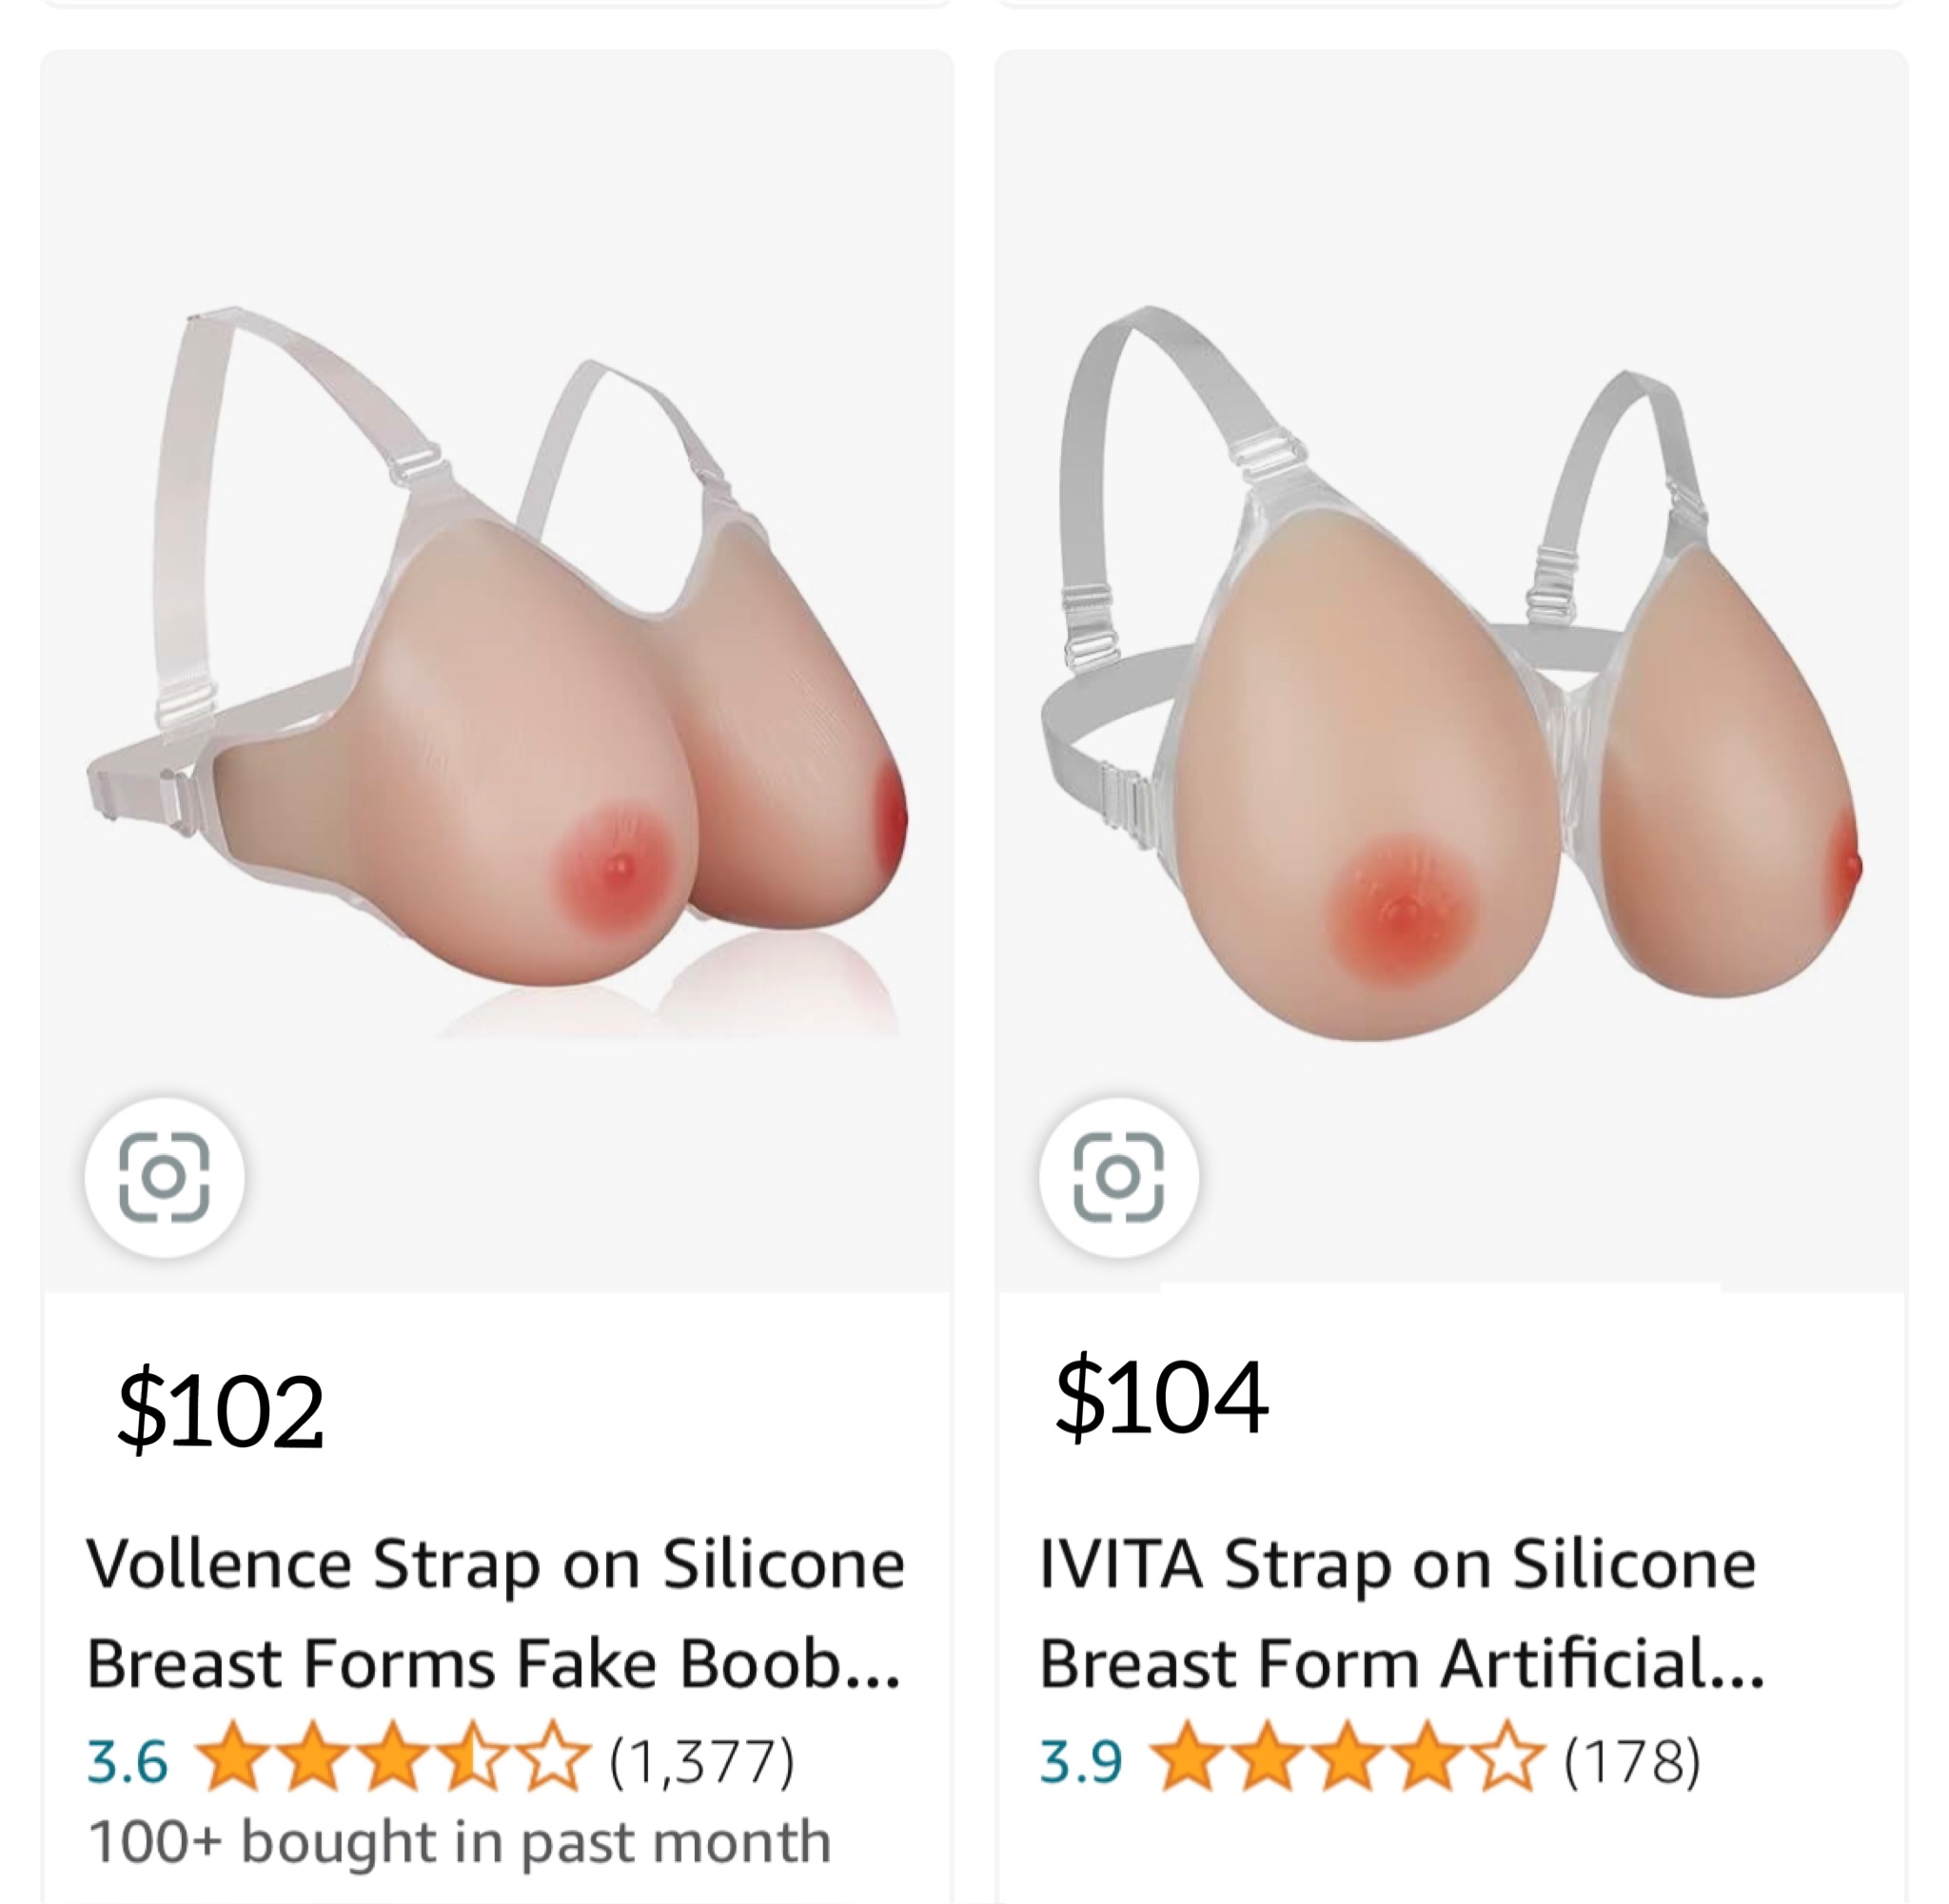 $102
Vollence Strap on Silicone
Breast Forms Fake Boob...
3.6 (1,377)
100+ bought in past month
$104
IVITA Strap on Silicone
Breast Form Artificial...
3.9 (178)